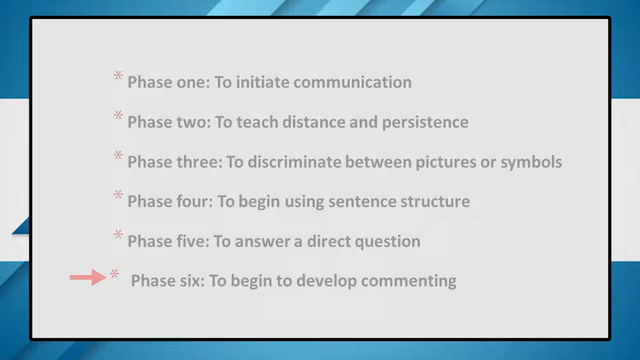 * Phase one: To initiate communication
* Phase two: To teach distance and persistence
* Phase three: To discriminate between pictures or symbols
* Phase four: To begin using sentence structure
* Phase five: To answer a direct question
* Phase six: To begin to develop commenting